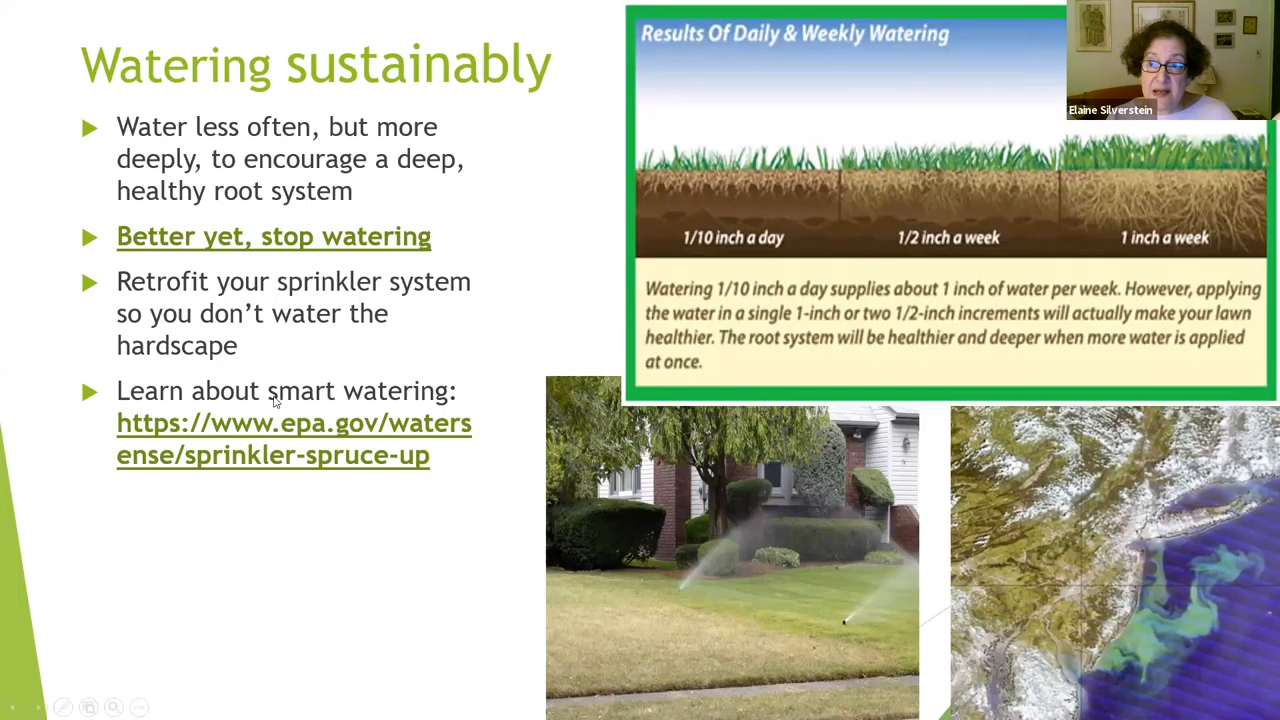 Watering sustainably
Water less often, but more
deeply, to encourage a deep,
healthy root system
Better yet, stop watering
Retrofit your sprinkler system
so you don’t water the
hardscape
Learn about smart watering:
https://www.epa.gov/waters
ense/sprinkler-spruce-up
Results Of Daily & Weekly Watering
1/10 inch a day
1/2 inch a week
1 inch a week
Watering 1/10 inch a day supplies about 1 inch of water per week. However, applying
the water in a single 1-inch or two 1/2-inch increments will actually make your lawn
healthier. The root system will be healthier and deeper when more water is applied
at once.
Elaine Silverstein